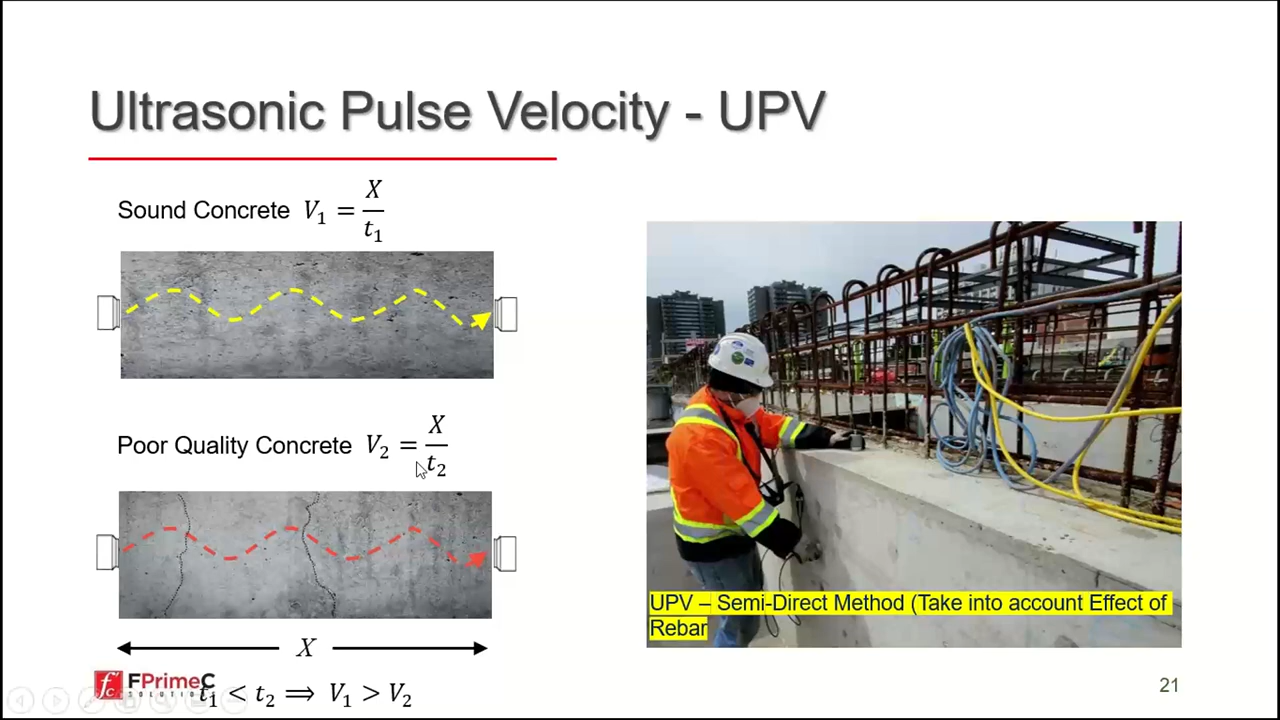 Ultrasonic Pulse Velocity - UPV
Sound Concrete V₁ = X/t₁
Poor Quality Concrete V₂ = X/t₂
X
t₁ < t₂ ⟹ V₁ > V₂
FPrimeC
SOLUTIONS
UPV – Semi-Direct Method (Take into account Effect of
Rebar
21